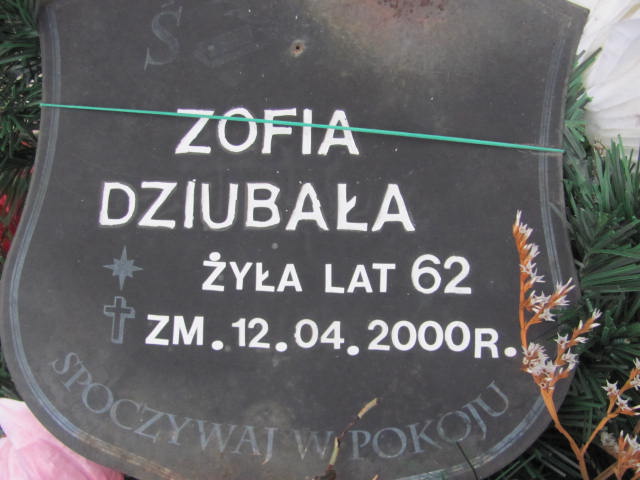 Ś
ZOFIA
DZIUBAŁA
ŻYŁA LAT 62
ZM. 12.04.2000R.
SPOCZYWAJ W POKOJU